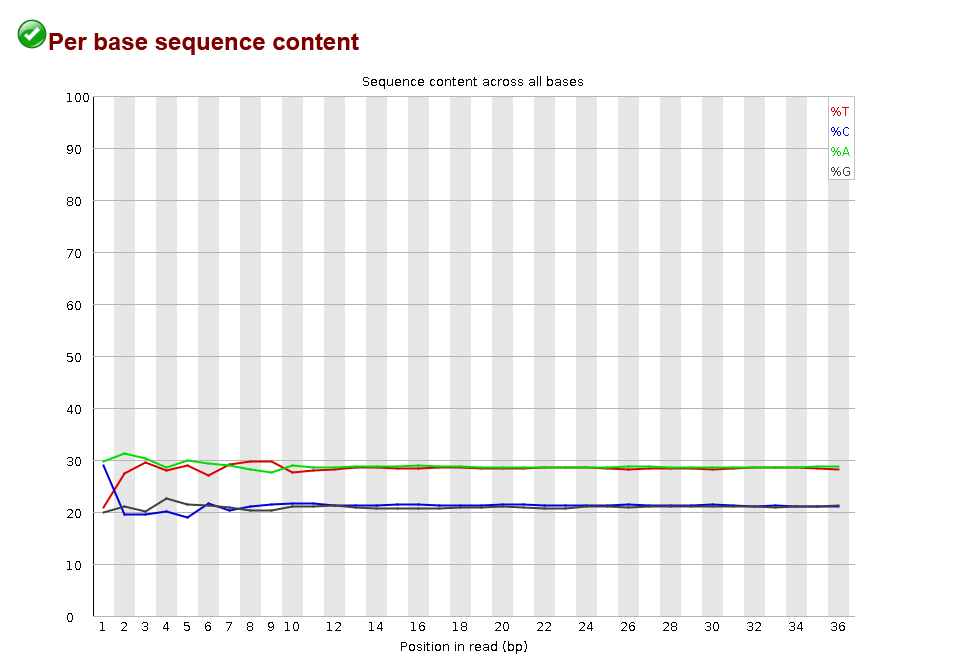 Per base sequence content
Sequence content across all bases
%T
%C
%A
%G
100
90
80
70
60
50
40
30
20
10
0
1 2 3 4 5 6 7 8 9 10 12 14 16 18 20 22 24 26 28 30 32 34 36
Position in read (bp)